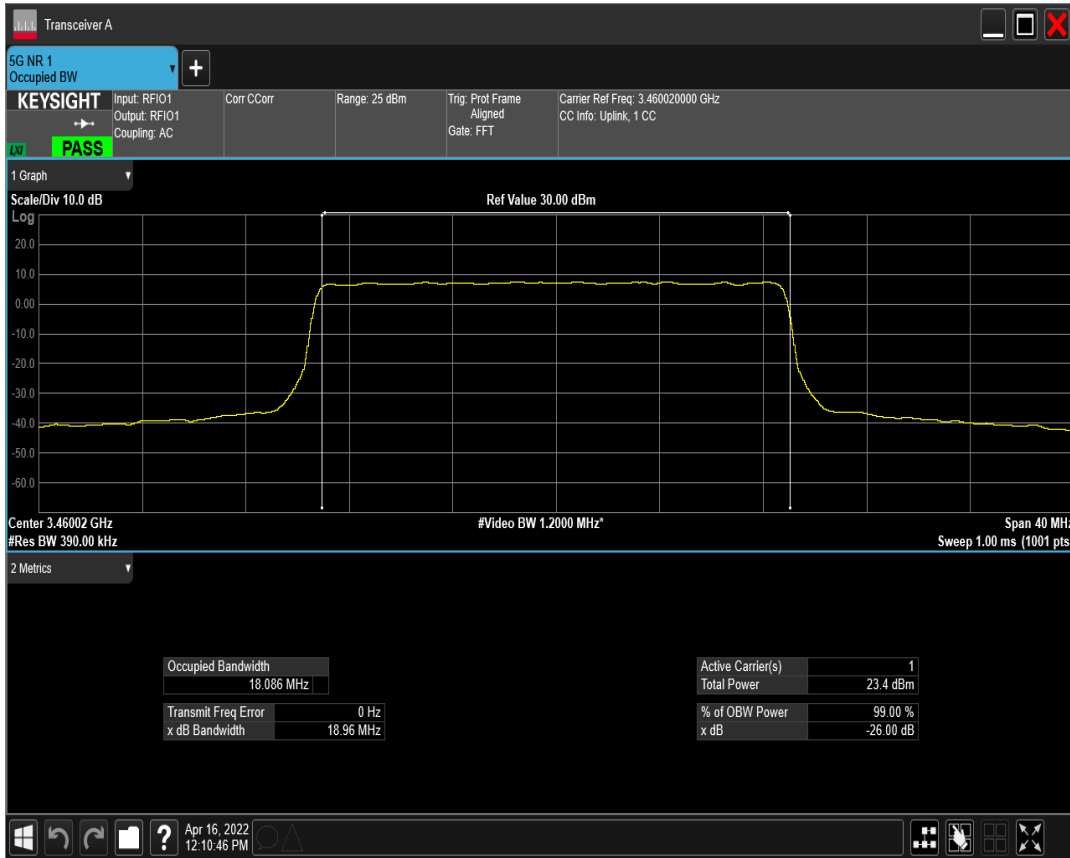 Transceiver A
5G NR 1
Occupied BW
KEYSIGHT
LXI
PASS
Input: RFIO1
Output: RFIO1
Coupling: AC
Corr CCorr
Range: 25 dBm
Trig: Prot Frame
Aligned
Gate: FFT
Carrier Ref Freq: 3.460020000 GHz
CC Info: Uplink, 1 CC
1 Graph
Scale/Div 10.0 dB
Ref Value 30.00 dBm
Log
20.0
10.0
0.00
-10.0
-20.0
-30.0
-40.0
-50.0
-60.0
Center 3.46002 GHz
#Video BW 1.2000 MHz*
Span 40 MHz
#Res BW 390.00 kHz
Sweep 1.00 ms (1001 pts
2 Metrics
Occupied Bandwidth
18.086 MHz
Transmit Freq Error 0 Hz
x dB Bandwidth 18.96 MHz
Active Carrier(s) 1
Total Power 23.4 dBm
% of OBW Power 99.00 %
x dB -26.00 dB
?
Apr 16, 2022
12:10:46 PM